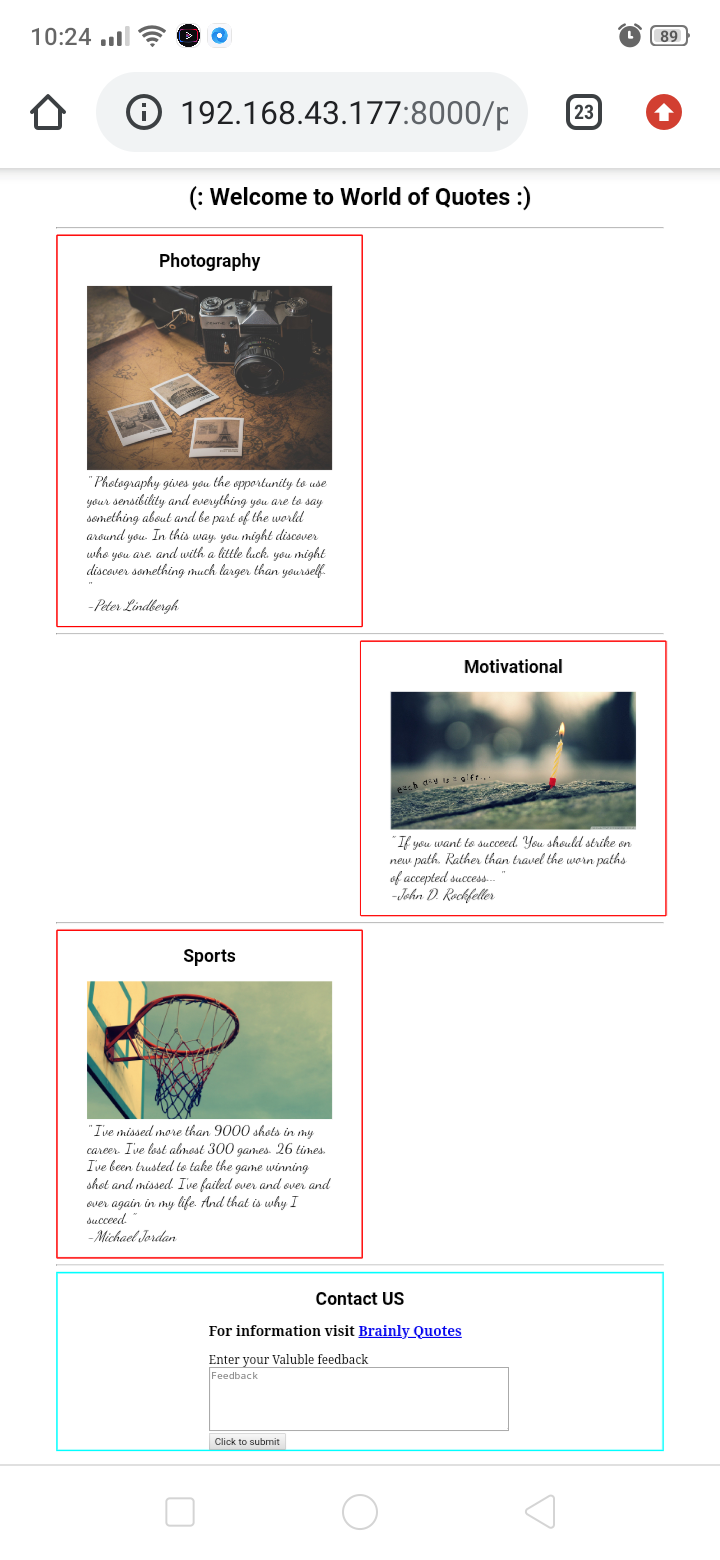 10:24
89
192.168.43.177:8000/p
23
(: Welcome to World of Quotes :)
Photography
" Photography gives you the opportunity to use
your sensibility and everything you are to say
something about and be part of the world
around you. In this way, you might discover
who you are, and with a little luck, you might
discover something much larger than yourself.
"
-Peter Lindbergh
Motivational
each day is a gift...
" If you want to succeed, You should strike on
new path, Rather than travel the worn paths
of accepted success... "
-John D. Rockfeller
Sports
" I've missed more than 9000 shots in my
career. I've lost almost 300 games. 26 times,
I've been trusted to take the game winning
shot and missed. I've failed over and over and
over again in my life. And that is why I
succeed. "
-Michael Jordan
Contact US
For information visit Brainly Quotes
Enter your Valuble feedback
Feedback
Click to submit